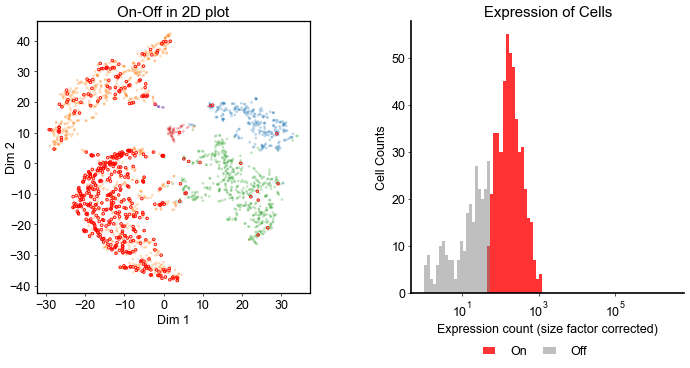 On-Off in 2D plot
40
30
20
10
0
−10
−20
−30
−40
Dim 2
−30 −20 −10 0 10 20 30
Dim 1
Expression of Cells
50
40
30
20
10
0
Cell Counts
10^1 10^3 10^5
Expression count (size factor corrected)
On Off